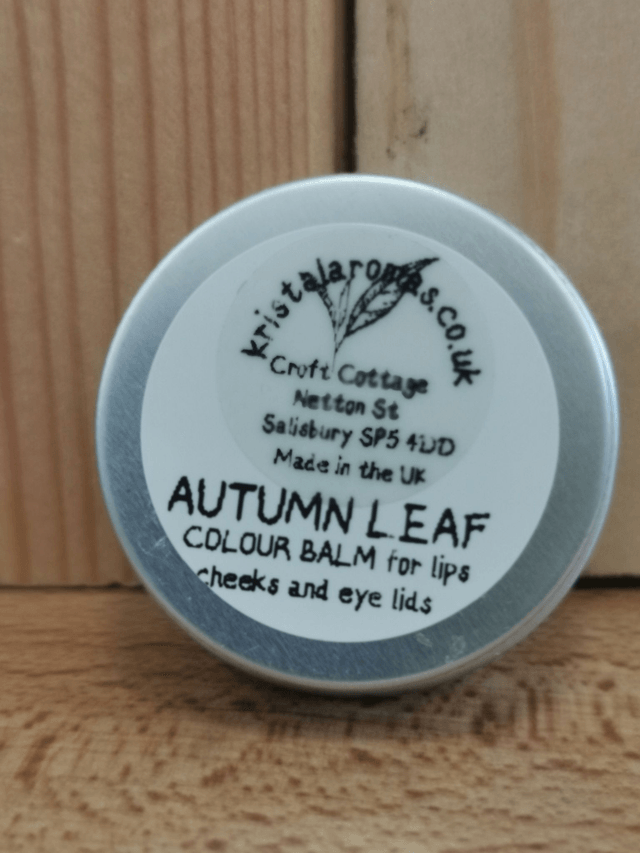 kristalaromas.co.uk
Croft Cottage
Netton St
Salisbury SP5 4DD
Made in the UK
AUTUMN LEAF
COLOUR BALM for lips
cheeks and eye lids